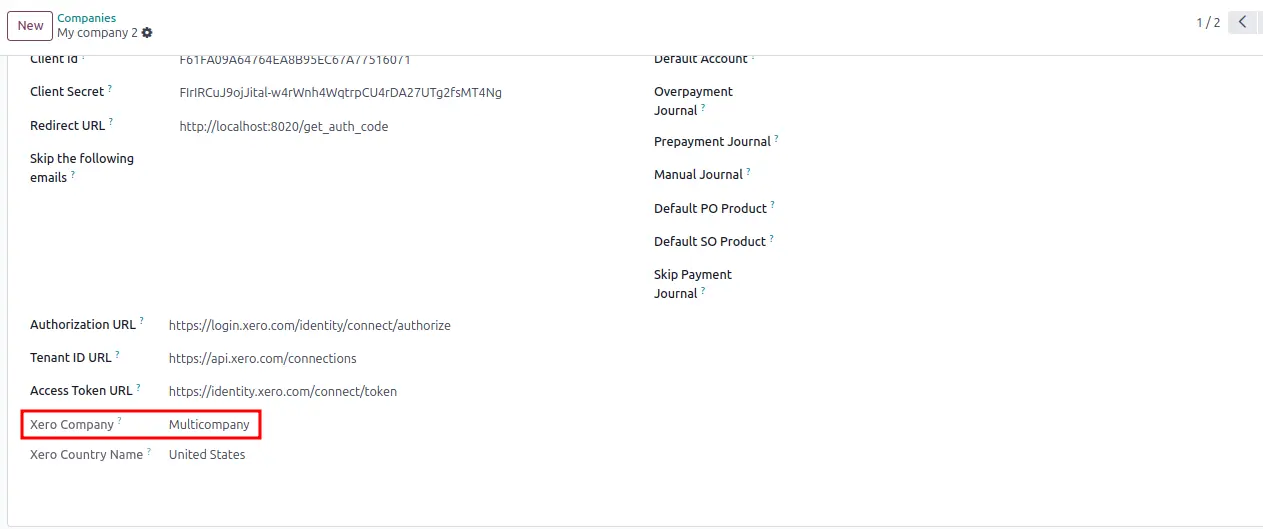 New
Companies
My company 2
1 / 2
Client Id ? F61FA09A64764EA8B95EC67A77516071
Client Secret ? FIrIRCuJ9ojJital-w4rWnh4WqtrpCU4rDA27UTg2fsMT4Ng
Redirect URL ? http://localhost:8020/get_auth_code
Skip the following
emails ?
Default Account ?
Overpayment
Journal ?
Prepayment Journal ?
Manual Journal ?
Default PO Product ?
Default SO Product ?
Skip Payment
Journal ?
Authorization URL ? https://login.xero.com/identity/connect/authorize
Tenant ID URL ? https://api.xero.com/connections
Access Token URL ? https://identity.xero.com/connect/token
Xero Company ? Multicompany
Xero Country Name ? United States